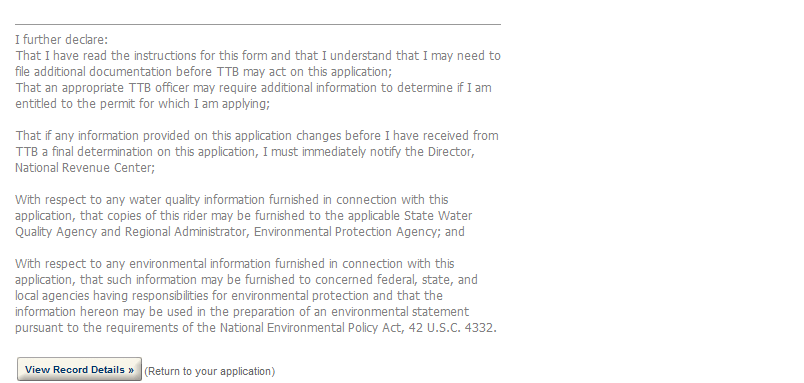 I further declare:
That I have read the instructions for this form and that I understand that I may need to
file additional documentation before TTB may act on this application;
That an appropriate TTB officer may require additional information to determine if I am
entitled to the permit for which I am applying;
That if any information provided on this application changes before I have received from
TTB a final determination on this application, I must immediately notify the Director,
National Revenue Center;
With respect to any water quality information furnished in connection with this
application, that copies of this rider may be furnished to the applicable State Water
Quality Agency and Regional Administrator, Environmental Protection Agency; and
With respect to any environmental information furnished in connection with this
application, that such information may be furnished to concerned federal, state, and
local agencies having responsibilities for environmental protection and that the
information hereon may be used in the preparation of an environmental statement
pursuant to the requirements of the National Environmental Policy Act, 42 U.S.C. 4332.
View Record Details » (Return to your application)